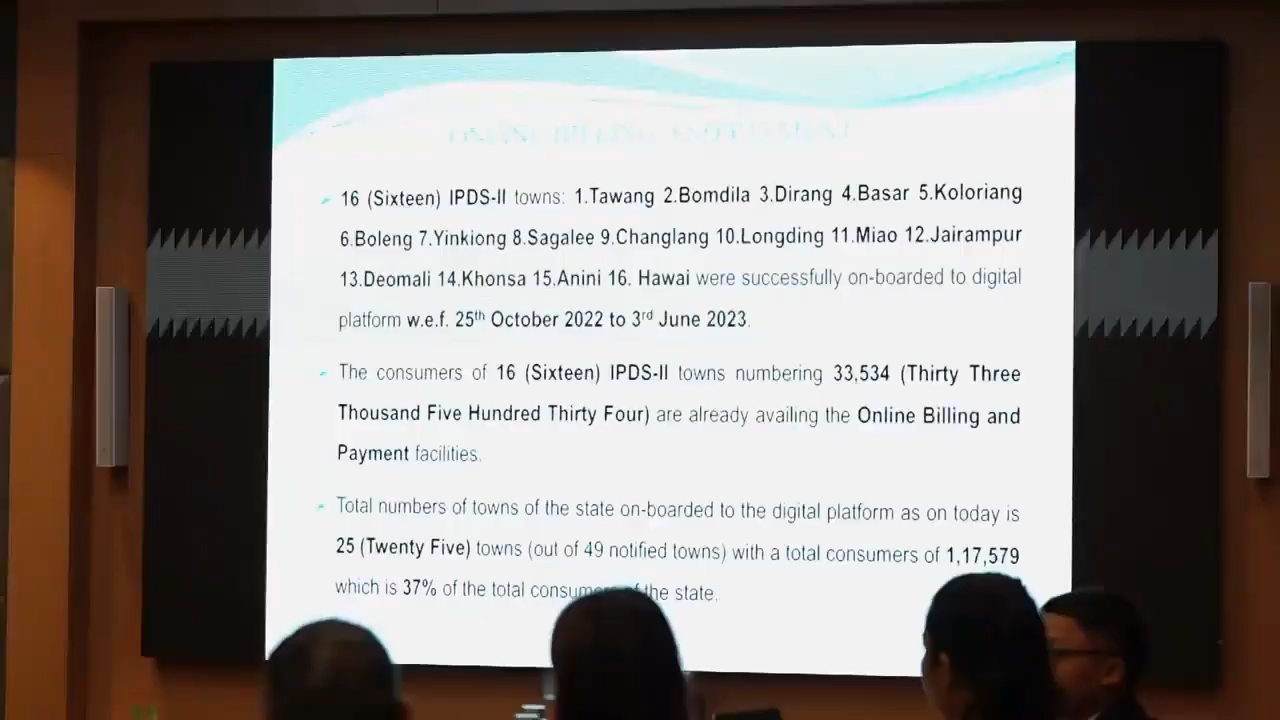 ONLINE BILLING AND PAYMENT
16 (Sixteen) IPDS-II towns: 1.Tawang 2.Bomdila 3.Dirang 4.Basar 5.Koloriang
6.Boleng 7.Yinkiong 8.Sagalee 9.Changlang 10.Longding 11.Miao 12.Jairampur
13.Deomali 14.Khonsa 15.Anini 16. Hawai were successfully on-boarded to digital
platform w.e.f. 25th October 2022 to 3rd June 2023.
The consumers of 16 (Sixteen) IPDS-II towns numbering 33,534 (Thirty Three
Thousand Five Hundred Thirty Four) are already availing the Online Billing and
Payment facilities.
Total numbers of towns of the state on-boarded to the digital platform as on today is
25 (Twenty Five) towns (out of 49 notified towns) with a total consumers of 1,17,579
which is 37% of the total the state.